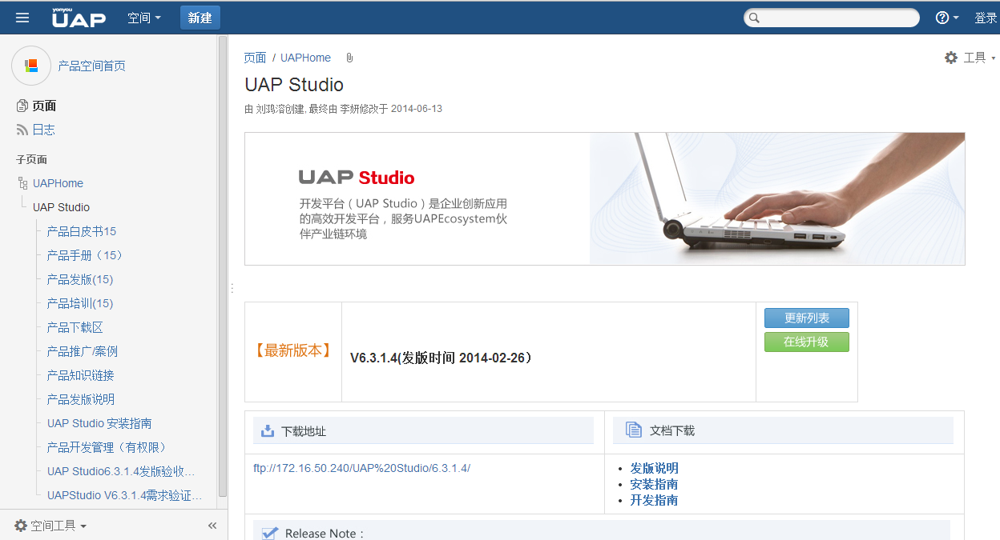 yonyou
UAP
空间
新建
登录
产品空间首页
页面
日志
子页面
UAPHome
UAP Studio
产品白皮书15
产品手册（15）
产品发版(15)
产品培训(15)
产品下载区
产品推广/案例
产品知识链接
产品发版说明
UAP Studio 安装指南
产品开发管理（有权限）
UAP Studio6.3.1.4发版验收…
UAPStudio V6.3.1.4需求验证…
空间工具
页面 / UAPHome
工具
UAP Studio
由 刘鸿溶创建, 最终由 李妍修改于 2014-06-13
UAP Studio
开发平台（UAP Studio）是企业创新应用
的高效开发平台，服务UAPEcosystem伙
伴产业链环境
【最新版本】
V6.3.1.4(发版时间 2014-02-26）
更新列表
在线升级
下载地址
文档下载
ftp://172.16.50.240/UAP%20Studio/6.3.1.4/
发版说明
安装指南
开发指南
Release Note：